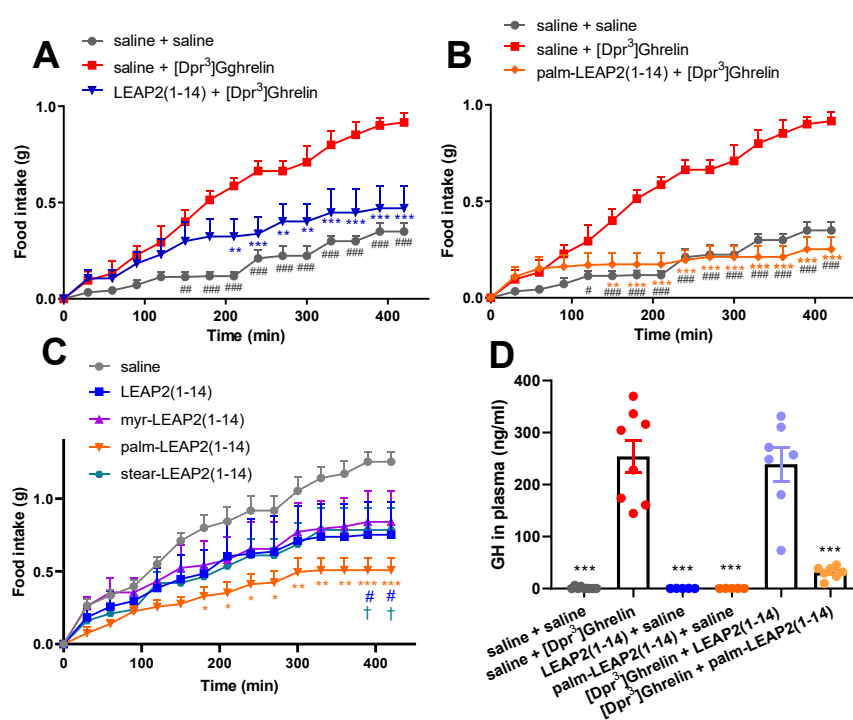 A
saline + saline
saline + [Dpr³]Gghrelin
LEAP2(1-14) + [Dpr³]Ghrelin
Food intake (g)
1.0
0.5
0.0
** *** ** ** *** *** *** ***
## ### ### ### ### ### ### ### ### ###
0 100 200 300 400
Time (min)
B
saline + saline
saline + [Dpr³]Ghrelin
palm-LEAP2(1-14) + [Dpr³]Ghrelin
Food intake (g)
1.0
0.5
0.0
** *** *** *** *** *** *** *** *** ***
# ### ### ### ### ### ### ### ### ### ###
0 100 200 300 400
Time (min)
C
saline
LEAP2(1-14)
myr-LEAP2(1-14)
palm-LEAP2(1-14)
stear-LEAP2(1-14)
Food intake (g)
1.0
0.5
0.0
* * * * ** ** ** *** ***
# #
† †
0 100 200 300 400
Time (min)
D
GH in plasma (ng/ml)
400
300
200
100
0
*** *** *** ***
saline + saline
saline + [Dpr³]Ghrelin
LEAP2(1-14) + saline
palm-LEAP2(1-14) + saline
[Dpr³]Ghrelin + LEAP2(1-14)
[Dpr³]Ghrelin + palm-LEAP2(1-14)